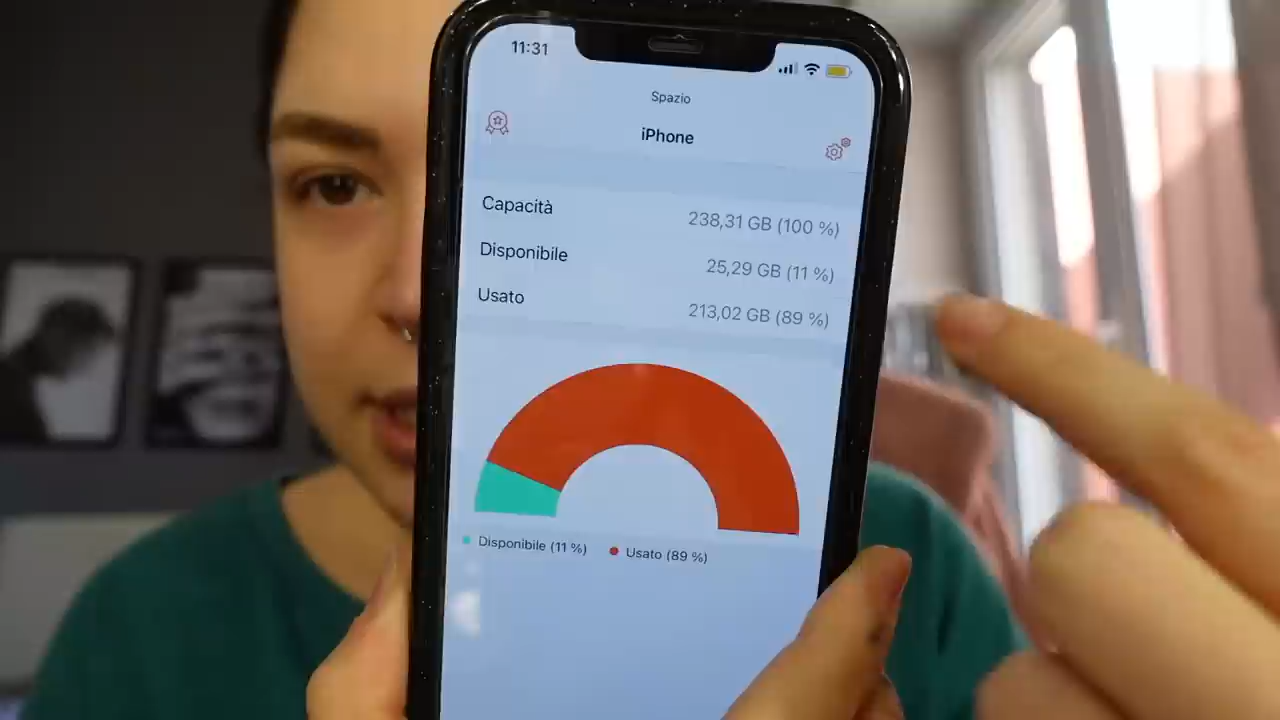 11:31
Spazio
iPhone
Capacità 238,31 GB (100 %)
Disponibile 25,29 GB (11 %)
Usato 213,02 GB (89 %)
Disponibile (11 %) Usato (89 %)